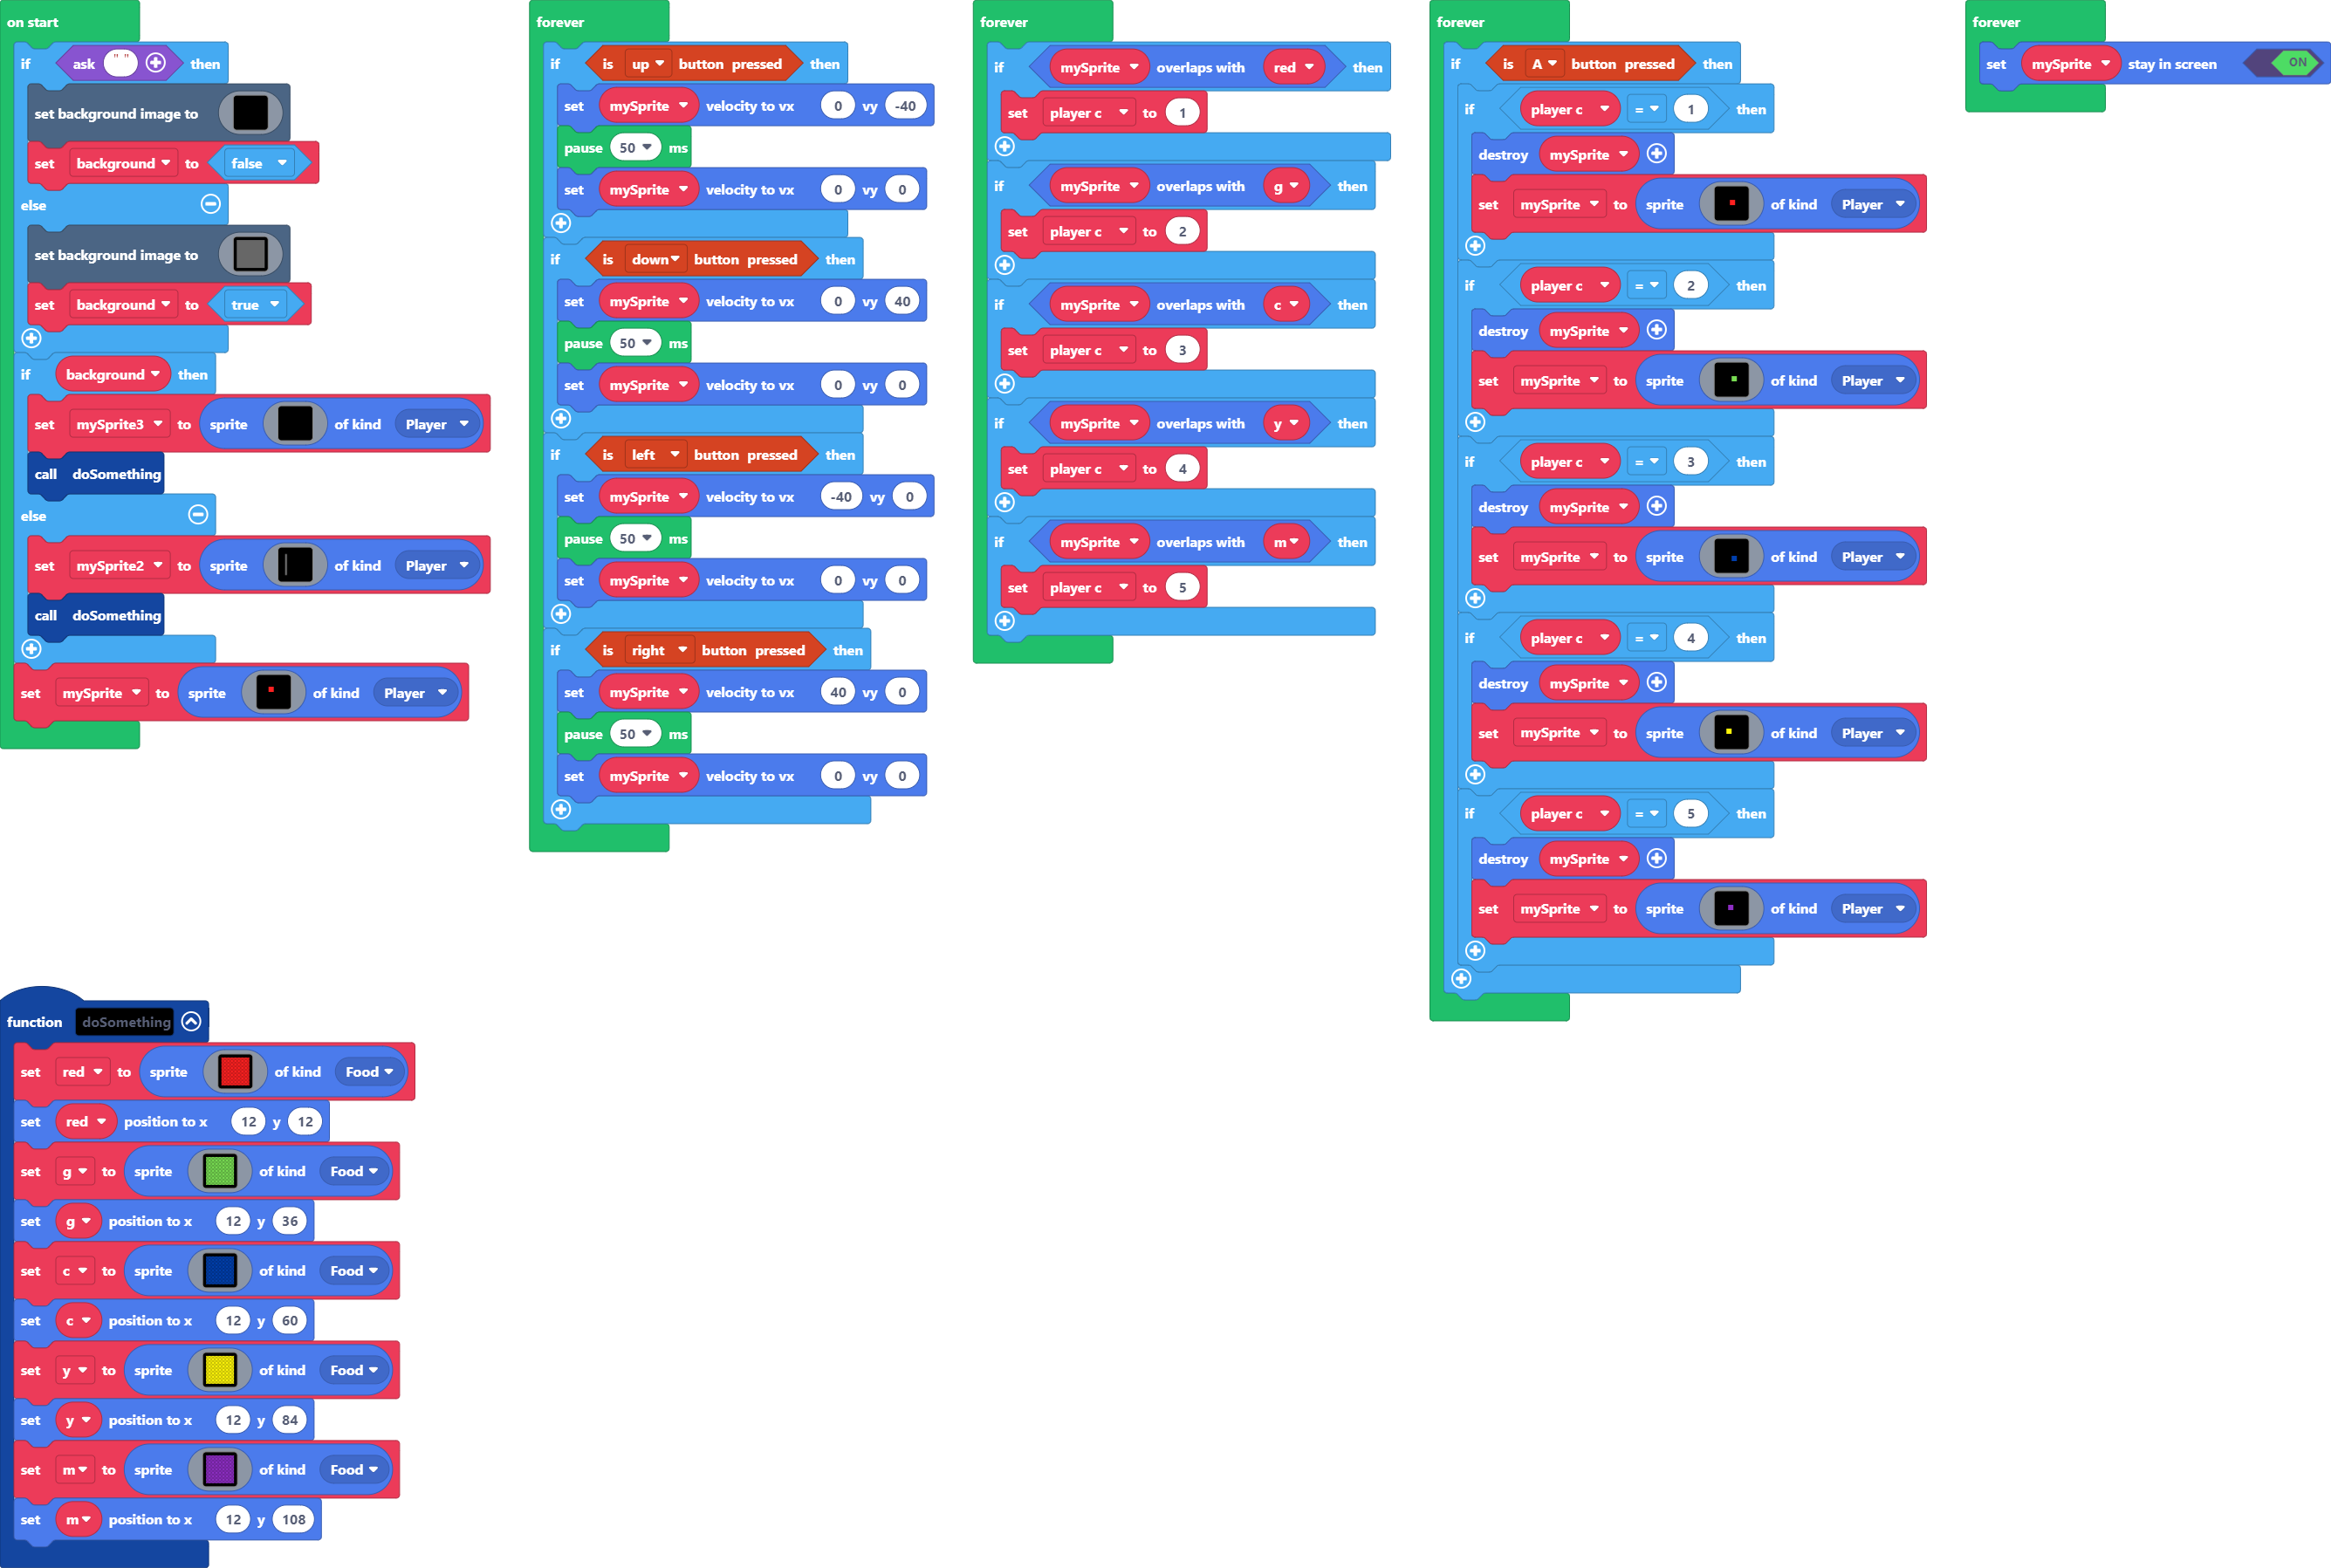 on start
if ask " " then
set background image to
set background to false
else
set background image to
set background to true
if background then
set mySprite3 to sprite of kind Player
call doSomething
else
set mySprite2 to sprite of kind Player
call doSomething
set mySprite to sprite of kind Player
forever
if is up button pressed then
set mySprite velocity to vx 0 vy -40
pause 50 ms
set mySprite velocity to vx 0 vy 0
if is down button pressed then
set mySprite velocity to vx 0 vy 40
pause 50 ms
set mySprite velocity to vx 0 vy 0
if is left button pressed then
set mySprite velocity to vx -40 vy 0
pause 50 ms
set mySprite velocity to vx 0 vy 0
if is right button pressed then
set mySprite velocity to vx 40 vy 0
pause 50 ms
set mySprite velocity to vx 0 vy 0
forever
if mySprite overlaps with red then
set player c to 1
if mySprite overlaps with g then
set player c to 2
if mySprite overlaps with c then
set player c to 3
if mySprite overlaps with y then
set player c to 4
if mySprite overlaps with m then
set player c to 5
forever
if is A button pressed then
if player c = 1 then
destroy mySprite
set mySprite to sprite of kind Player
if player c = 2 then
destroy mySprite
set mySprite to sprite of kind Player
if player c = 3 then
destroy mySprite
set mySprite to sprite of kind Player
if player c = 4 then
destroy mySprite
set mySprite to sprite of kind Player
if player c = 5 then
destroy mySprite
set mySprite to sprite of kind Player
forever
set mySprite stay in screen ON
function doSomething
set red to sprite of kind Food
set red position to x 12 y 12
set g to sprite of kind Food
set g position to x 12 y 36
set c to sprite of kind Food
set c position to x 12 y 60
set y to sprite of kind Food
set y position to x 12 y 84
set m to sprite of kind Food
set m position to x 12 y 108